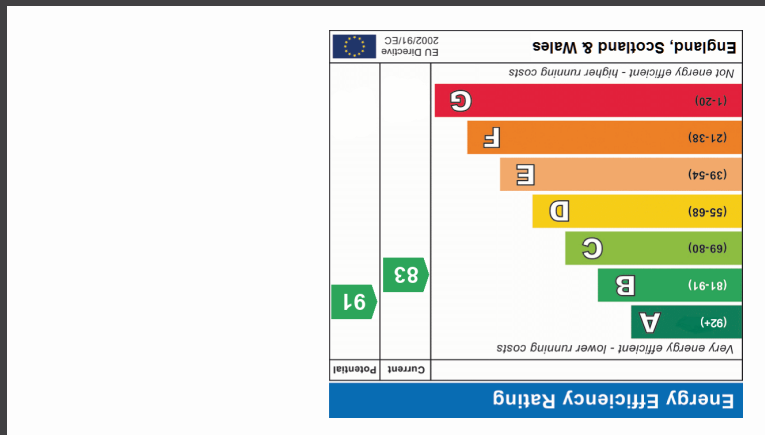 Energy Efficiency Rating
Current Potential
Very energy efficient - lower running costs
(92+) A
(81-91) B
(69-80) C
(55-68) D
(39-54) E
(21-38) F
(1-20) G
83
91
Not energy efficient - higher running costs
England, Scotland & Wales
EU Directive
2002/91/EC